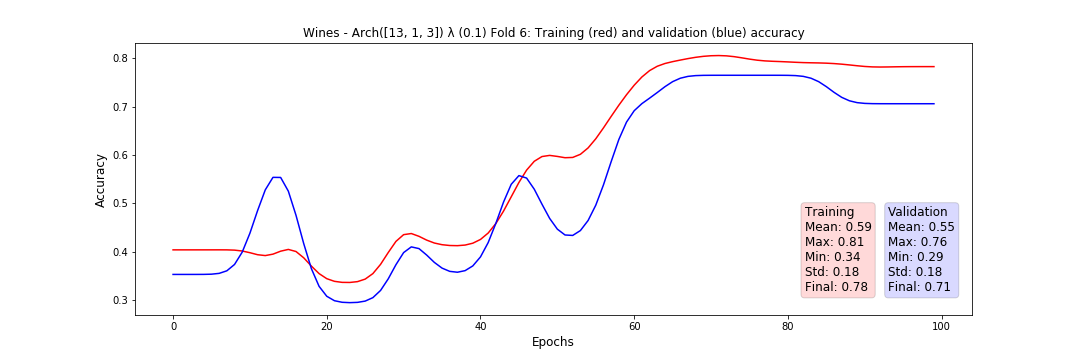 Wines - Arch([13, 1, 3]) λ (0.1) Fold 6: Training (red) and validation (blue) accuracy
Accuracy
0.8
0.7
0.6
0.5
0.4
0.3
Training
Mean: 0.59
Max: 0.81
Min: 0.34
Std: 0.18
Final: 0.78
Validation
Mean: 0.55
Max: 0.76
Min: 0.29
Std: 0.18
Final: 0.71
0 20 40 60 80 100
Epochs